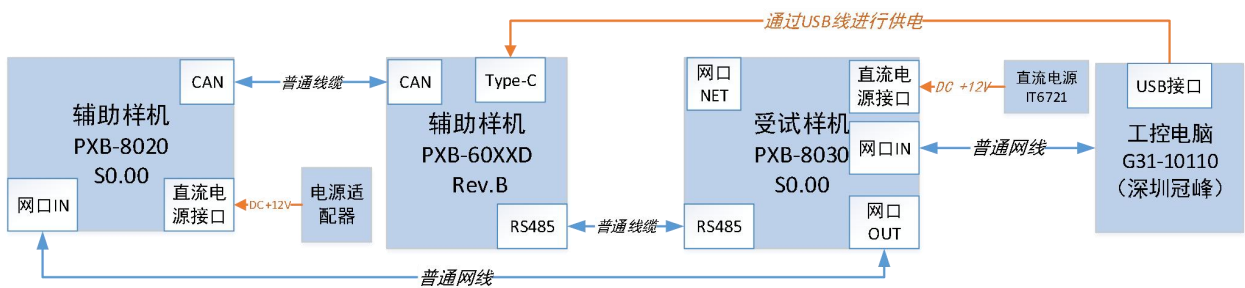 通过USB线进行供电
CAN
普通线缆
CAN
Type-C
网口
NET
直流电
源接口
DC +12V
直流电源
IT6721
USB接口
辅助样机
PXB-8020
S0.00
辅助样机
PXB-60XXD
Rev.B
受试样机
PXB-8030
S0.00
网口IN
普通网线
工控电脑
G31-10110
（深圳冠峰）
网口IN
直流电
源接口
DC+12V
电源适
配器
RS485
普通线缆
RS485
网口
OUT
普通网线